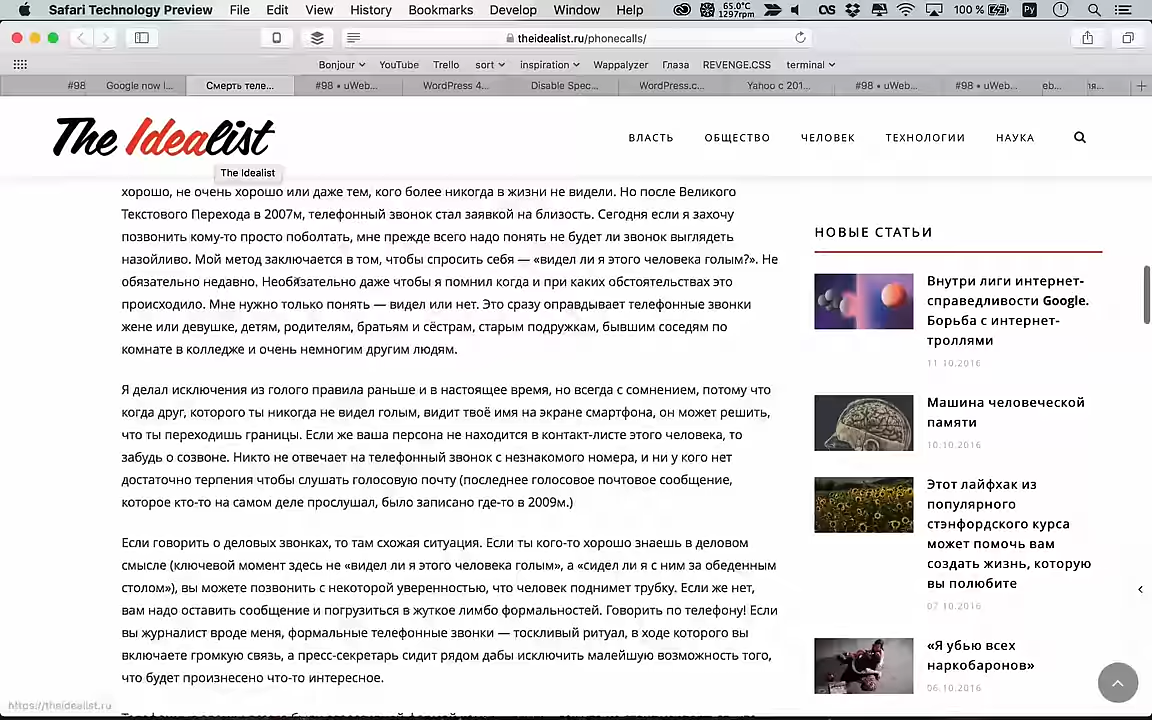 Safari Technology Preview File Edit View History Bookmarks Develop Window Help 65.0°C 1297rpm 100 %
theidealist.ru/phonecalls/
Bonjour YouTube Trello sort inspiration Wappalyzer Глаза REVENGE.CSS terminal
#98 Google now l... Смерть теле... #98 • uWeb... WordPress 4... Disable Spec... WordPress.c... Yahoo с 201... #98 • uWeb... #98 • uWeb... eb...
The Idealist
ВЛАСТЬ ОБЩЕСТВО ЧЕЛОВЕК ТЕХНОЛОГИИ НАУКА
The Idealist
хорошо, не очень хорошо или даже тем, кого более никогда в жизни не видели. Но после Великого
Текстового Перехода в 2007м, телефонный звонок стал заявкой на близость. Сегодня если я захочу
позвонить кому-то просто поболтать, мне прежде всего надо понять не будет ли звонок выглядеть
назойливо. Мой метод заключается в том, чтобы спросить себя — «видел ли я этого человека голым?». Не
обязательно недавно. Необязательно даже чтобы я помнил когда и при каких обстоятельствах это
происходило. Мне нужно только понять — видел или нет. Это сразу оправдывает телефонные звонки
жене или девушке, детям, родителям, братьям и сёстрам, старым подружкам, бывшим соседям по
комнате в колледже и очень немногим другим людям.
Я делал исключения из голого правила раньше и в настоящее время, но всегда с сомнением, потому что
когда друг, которого ты никогда не видел голым, видит твоё имя на экране смартфона, он может решить,
что ты переходишь границы. Если же ваша персона не находится в контакт-листе этого человека, то
забудь о созвоне. Никто не отвечает на телефонный звонок с незнакомого номера, и ни у кого нет
достаточно терпения чтобы слушать голосовую почту (последнее голосовое почтовое сообщение,
которое кто-то на самом деле прослушал, было записано где-то в 2009м.)
Если говорить о деловых звонках, то там схожая ситуация. Если ты кого-то хорошо знаешь в деловом
смысле (ключевой момент здесь не «видел ли я этого человека голым», а «сидел ли я с ним за обеденным
столом»), вы можете позвонить с некоторой уверенностью, что человек поднимет трубку. Если же нет,
вам надо оставить сообщение и погрузиться в жуткое лимбо формальностей. Говорить по телефону! Если
вы журналист вроде меня, формальные телефонные звонки — тоскливый ритуал, в ходе которого вы
включаете громкую связь, а пресс-секретарь сидит рядом дабы исключить малейшую возможность того,
что будет произнесено что-то интересное.
НОВЫЕ СТАТЬИ
Внутри лиги интернет-
справедливости Google.
Борьба с интернет-
троллями
11.10.2016
Машина человеческой
памяти
10.10.2016
Этот лайфхак из
популярного
стэнфордского курса
может помочь вам
создать жизнь, которую
вы полюбите
07.10.2016
«Я убью всех
наркобаронов»
06.10.2016
https://theidealist.ru